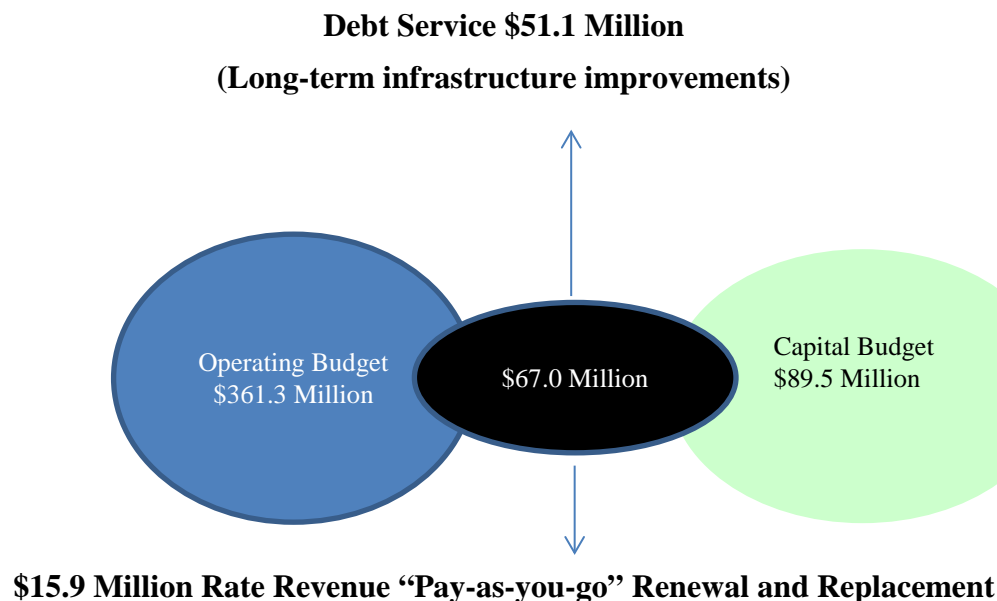 Debt Service $51.1 Million
(Long-term infrastructure improvements)
Operating Budget
$361.3 Million
$67.0 Million
Capital Budget
$89.5 Million
$15.9 Million Rate Revenue “Pay-as-you-go” Renewal and Replacement